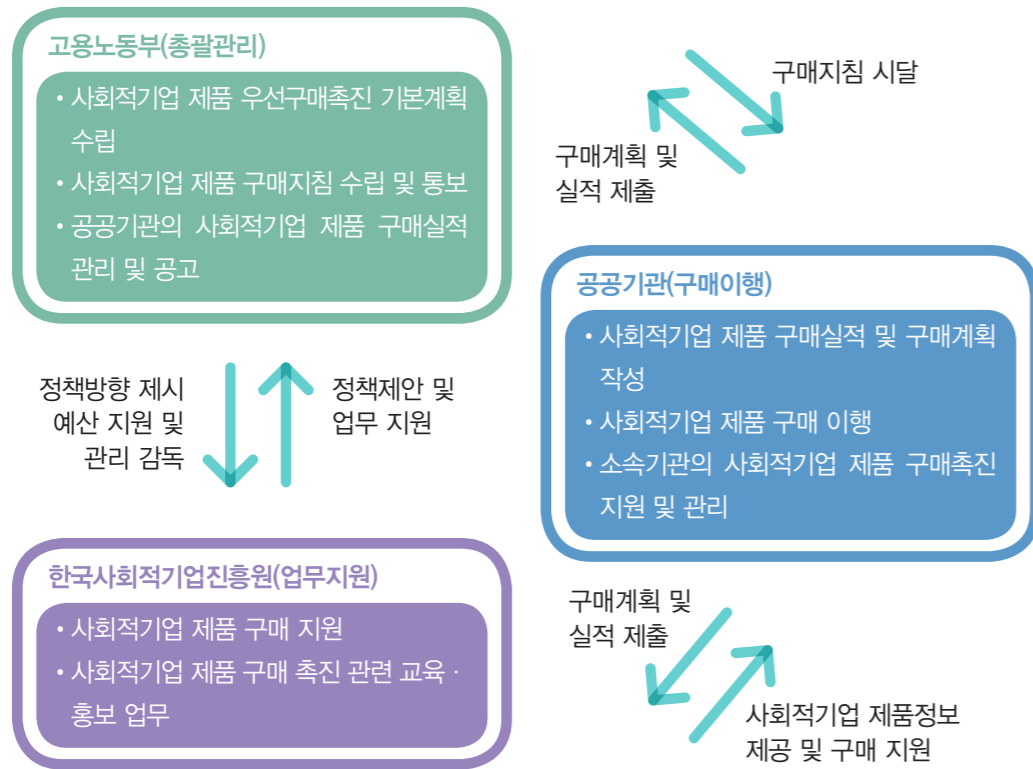 고용노동부(총괄관리)
• 사회적기업 제품 우선구매촉진 기본계획
수립
• 사회적기업 제품 구매지침 수립 및 통보
• 공공기관의 사회적기업 제품 구매실적
관리 및 공고
구매지침 시달
구매계획 및
실적 제출
공공기관(구매이행)
• 사회적기업 제품 구매실적 및 구매계획
작성
• 사회적기업 제품 구매 이행
• 소속기관의 사회적기업 제품 구매촉진
지원 및 관리
정책방향 제시
예산 지원 및
관리 감독
정책제안 및
업무 지원
한국사회적기업진흥원(업무지원)
• 사회적기업 제품 구매 지원
• 사회적기업 제품 구매 촉진 관련 교육 ·
홍보 업무
구매계획 및
실적 제출
사회적기업 제품정보
제공 및 구매 지원